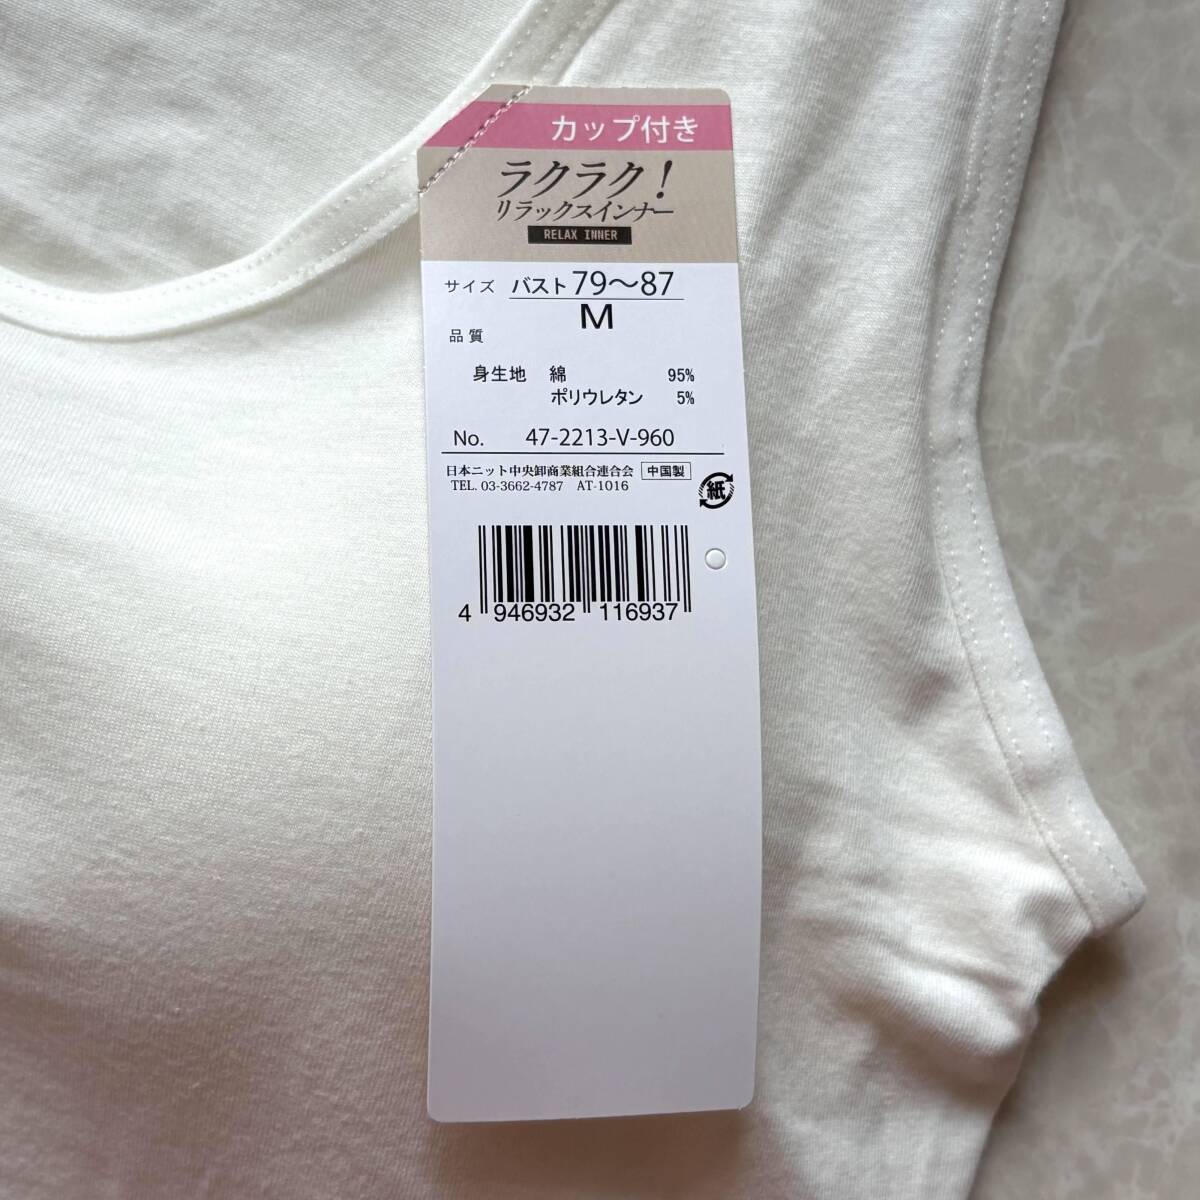 カップ付き
ラクラク!
リラックスインナー
RELAX INNER
サイズ バスト 79～87
M
品質
身生地 綿 95%
ポリウレタン 5%
No. 47-2213-V-960
日本ニット中央卸商業組合連合会 中国製
TEL. 03-3662-4787 AT-1016
紙
4 946932 116937